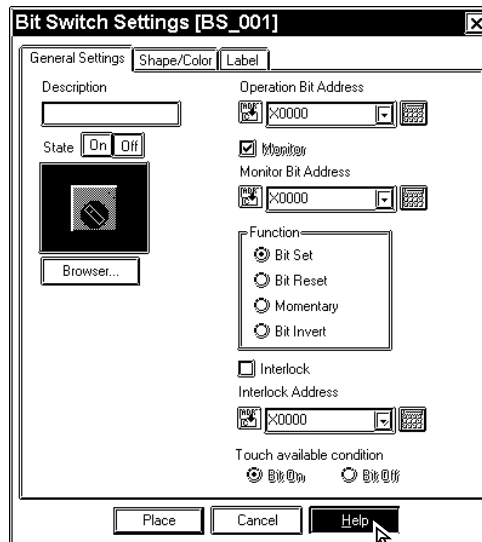 Bit Switch Settings [BS_001]
General Settings Shape/Color Label
Description
Operation Bit Address
X0000
State On Off
Monitor
Monitor Bit Address
X0000
Browser...
Function
Bit Set
Bit Reset
Momentary
Bit Invert
Interlock
Interlock Address
X0000
Touch available condition
Bit On Bit Off
Place Cancel Help